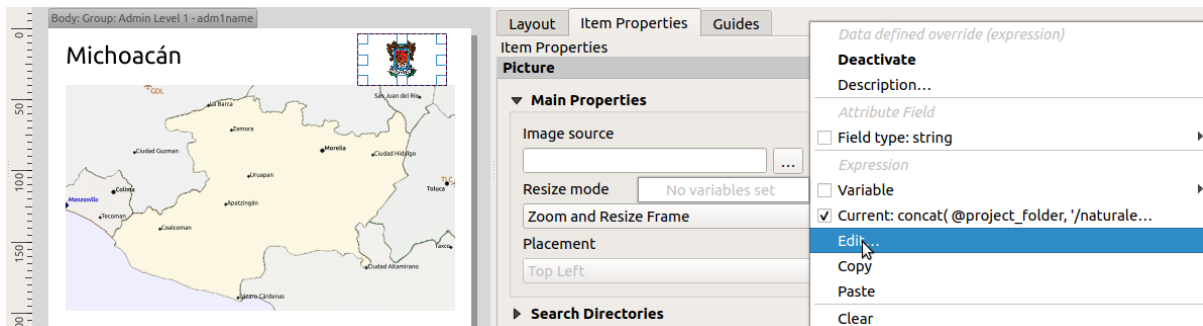 Body: Group: Admin Level 1 - adm1name
0
50
100
150
Michoacán
GDL
San Juan del Río
La Barca
Zamora
Morelia
Ciudad Guzman
Ciudad Hidalgo
Uruapan
Colima
Toluca
TLC
Manzanillo
Apatzingán
Tecoman
Coalcoman
Taxco
Ciudad Altamirano
Lázaro Cárdenas
Layout
Item Properties
Guides
Item Properties
Picture
Main Properties
Image source
...
Resize mode
No variables set
Zoom and Resize Frame
Placement
Top Left
Search Directories
Data defined override (expression)
Deactivate
Description...
Attribute Field
Field type: string
Expression
Variable
Current: concat( @project_folder, '/naturale...
Edit...
Copy
Paste
Clear